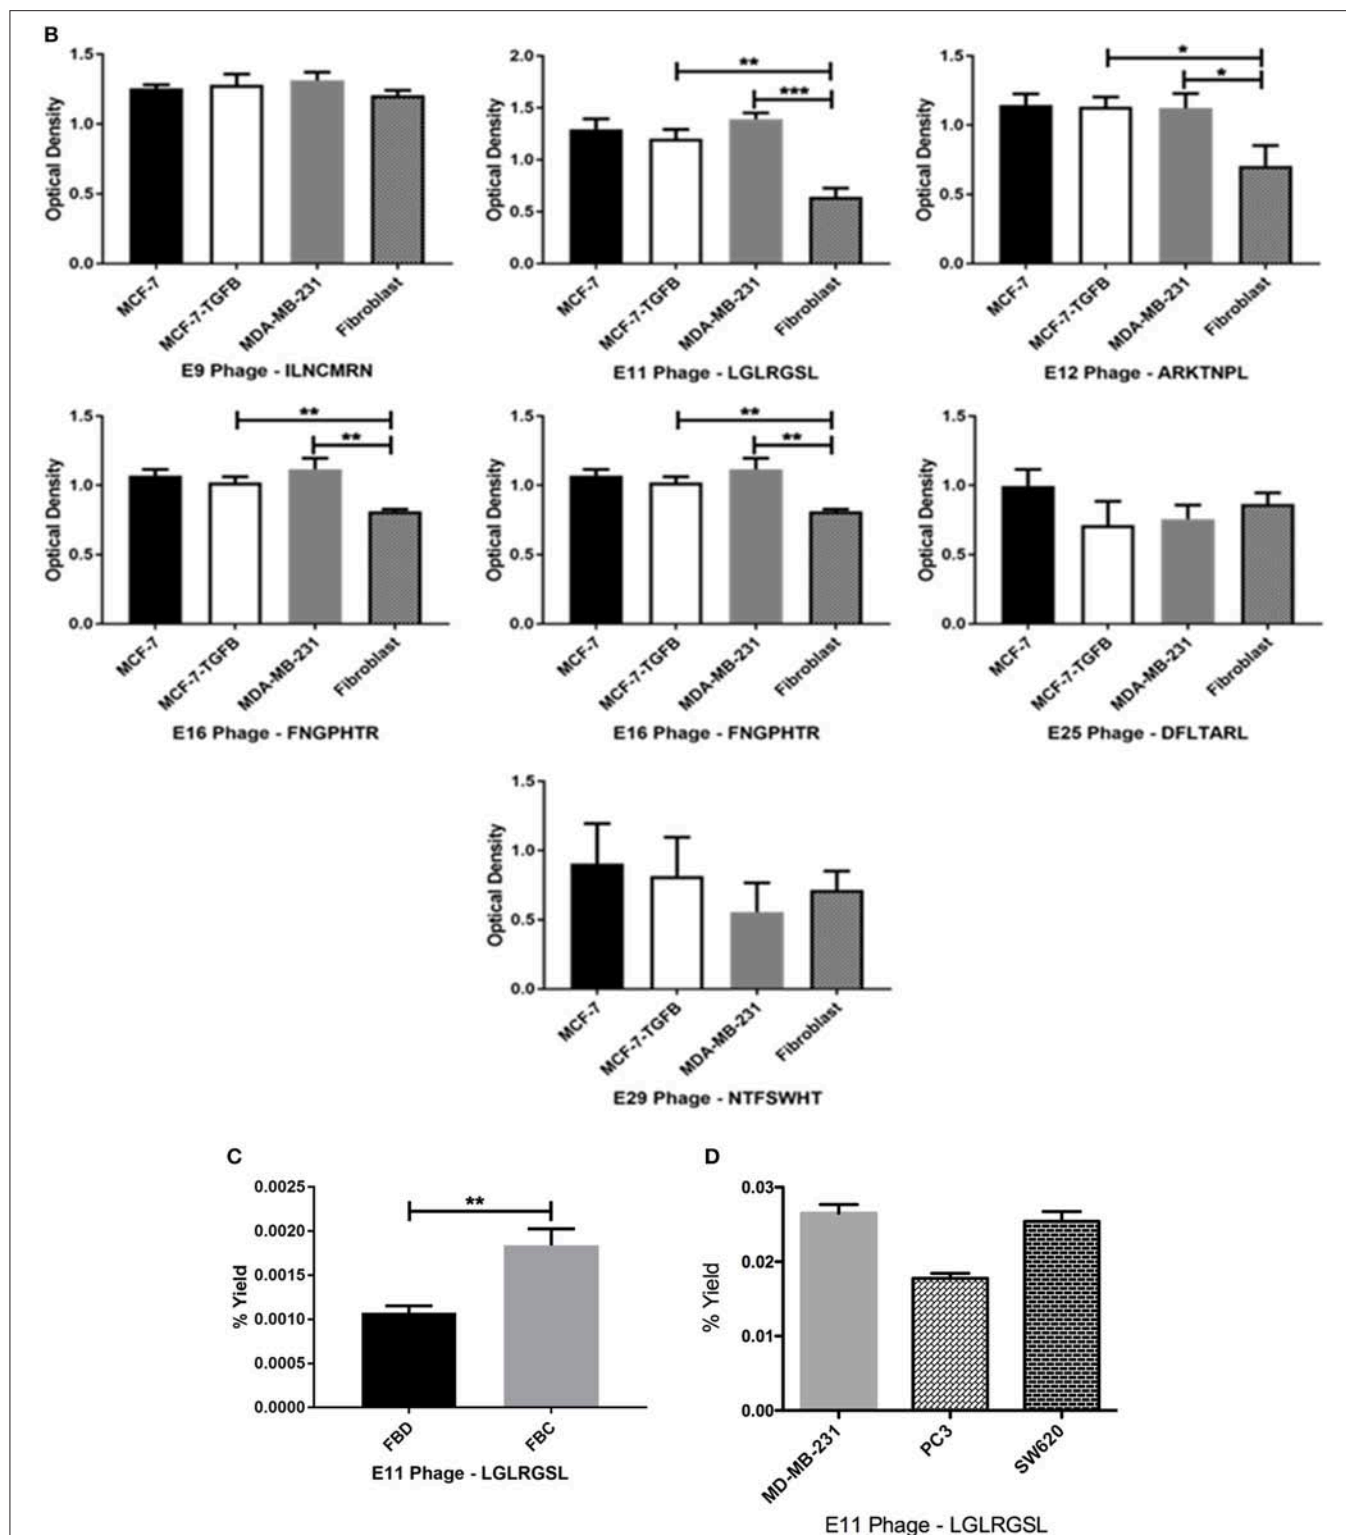 B
1.5
1.0
0.5
0.0
Optical Density
MCF-7
MCF-7-TGFB
MDA-MB-231
Fibroblast
E9 Phage - ILNCMRN
2.0
1.5
1.0
0.5
0.0
Optical Density
**
***
MCF-7
MCF-7-TGFB
MDA-MB-231
Fibroblast
E11 Phage - LGLRGSL
1.5
1.0
0.5
0.0
Optical Density
*
*
MCF-7
MCF-7-TGFB
MDA-MB-231
Fibroblast
E12 Phage - ARKTNPL
1.5
1.0
0.5
0.0
Optical Density
**
**
MCF-7
MCF-7-TGFB
MDA-MB-231
Fibroblast
E16 Phage - FNGPHTR
1.5
1.0
0.5
0.0
Optical Density
**
**
MCF-7
MCF-7-TGFB
MDA-MB-231
Fibroblast
E16 Phage - FNGPHTR
1.5
1.0
0.5
0.0
Optical Density
MCF-7
MCF-7-TGFB
MDA-MB-231
Fibroblast
E25 Phage - DFLTARL
1.5
1.0
0.5
0.0
Optical Density
MCF-7
MCF-7-TGFB
MDA-MB-231
Fibroblast
E29 Phage - NTFSWHT
C
0.0025
0.0020
0.0015
0.0010
0.0005
0.0000
% Yield
**
FBD
FBC
E11 Phage - LGLRGSL
D
0.03
0.02
0.01
0.00
% Yield
MD-MB-231
PC3
SW620
E11 Phage - LGLRGSL